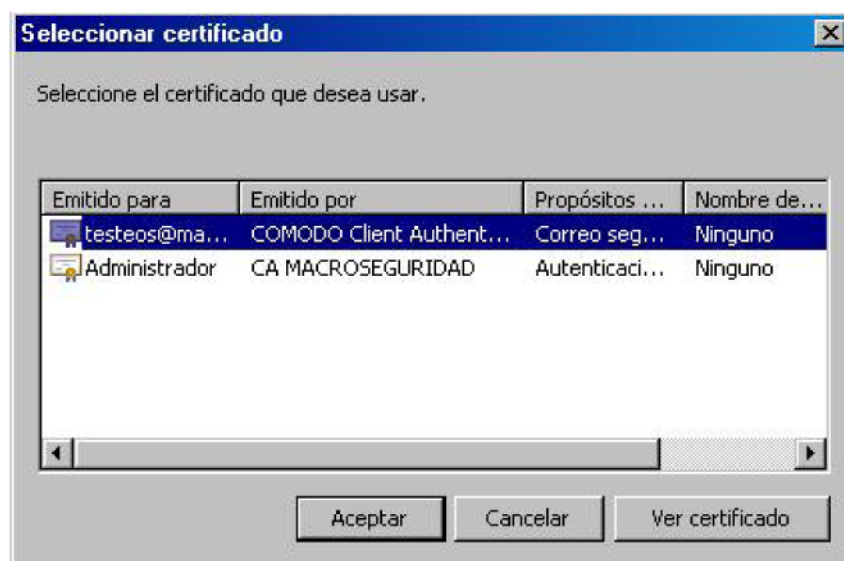 Seleccionar certificado
Seleccione el certificado que desea usar.
Emitido para Emitido por Propósitos ... Nombre de...
testeos@ma... COMODO Client Authent... Correo seg... Ninguno
Administrador CA MACROSEGURIDAD Autenticaci... Ninguno
Aceptar Cancelar Ver certificado